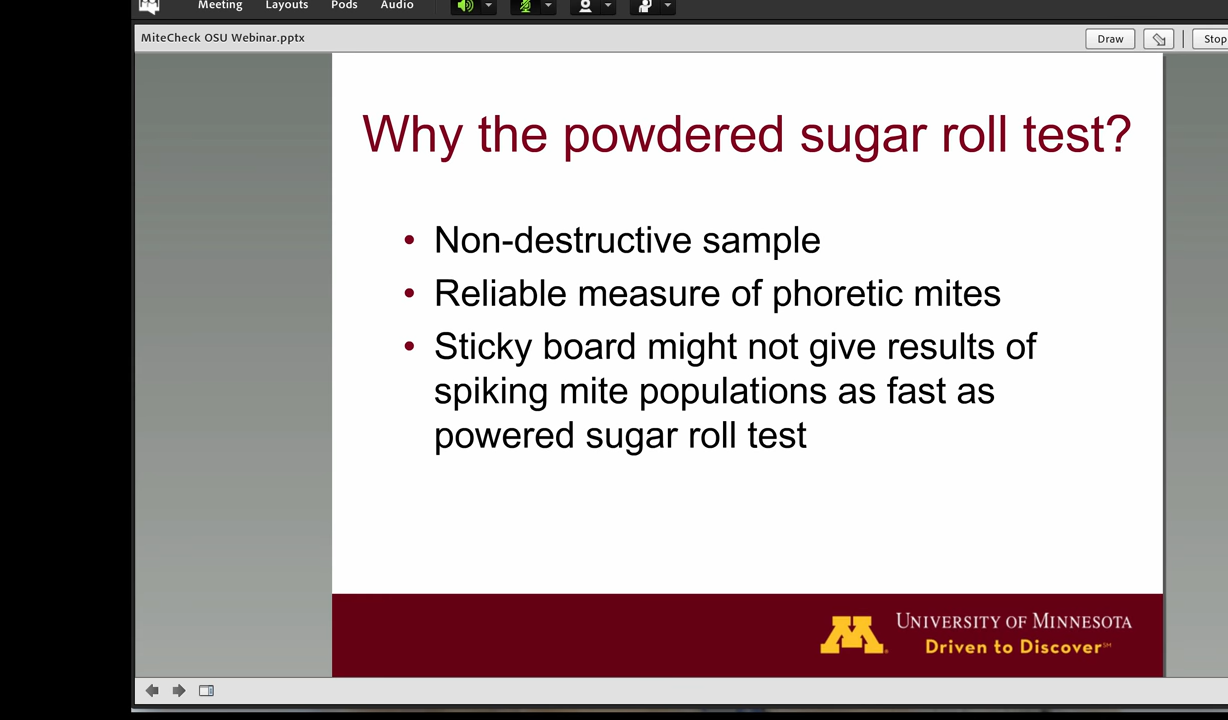 Meeting Layouts Pods Audio
MiteCheck OSU Webinar.pptx
Draw
Stop
Why the powdered sugar roll test?
• Non-destructive sample
• Reliable measure of phoretic mites
• Sticky board might not give results of
spiking mite populations as fast as
powered sugar roll test
M
UNIVERSITY OF MINNESOTA
Driven to Discover℠